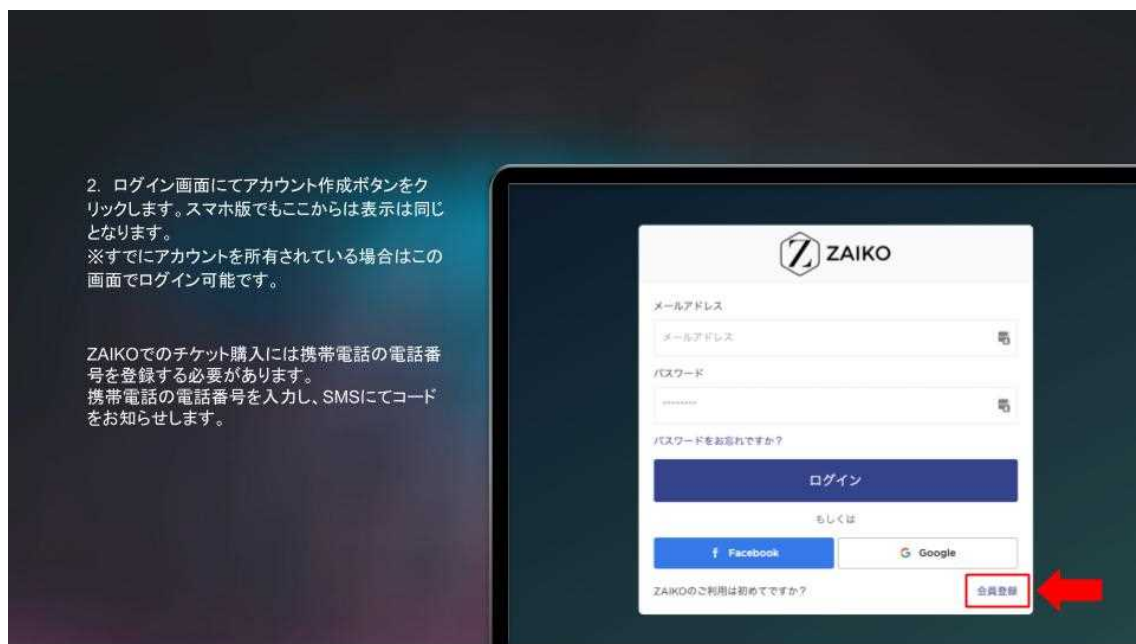 2. ログイン画面にてアカウント作成ボタンをク
リックします。スマホ版でもここからは表示は同じ
となります。
※すでにアカウントを所有されている場合はこの
画面でログイン可能です。
ZAIKOでのチケット購入には携帯電話の電話番
号を登録する必要があります。
携帯電話の電話番号を入力し、SMSにてコード
をお知らせします。
ZAIKO
メールアドレス
メールアドレス
パスワード
********
パスワードをお忘れですか?
ログイン
もしくは
f Facebook
G Google
ZAIKOのご利用は初めてですか?
会員登録